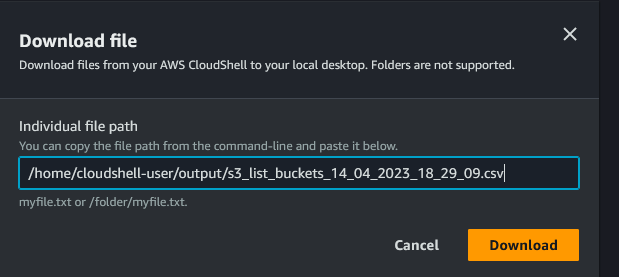 Download file
Download files from your AWS CloudShell to your local desktop. Folders are not supported.
Individual file path
You can copy the file path from the command-line and paste it below.
/home/cloudshell-user/output/s3_list_buckets_14_04_2023_18_29_09.csv
myfile.txt or /folder/myfile.txt.
Cancel
Download